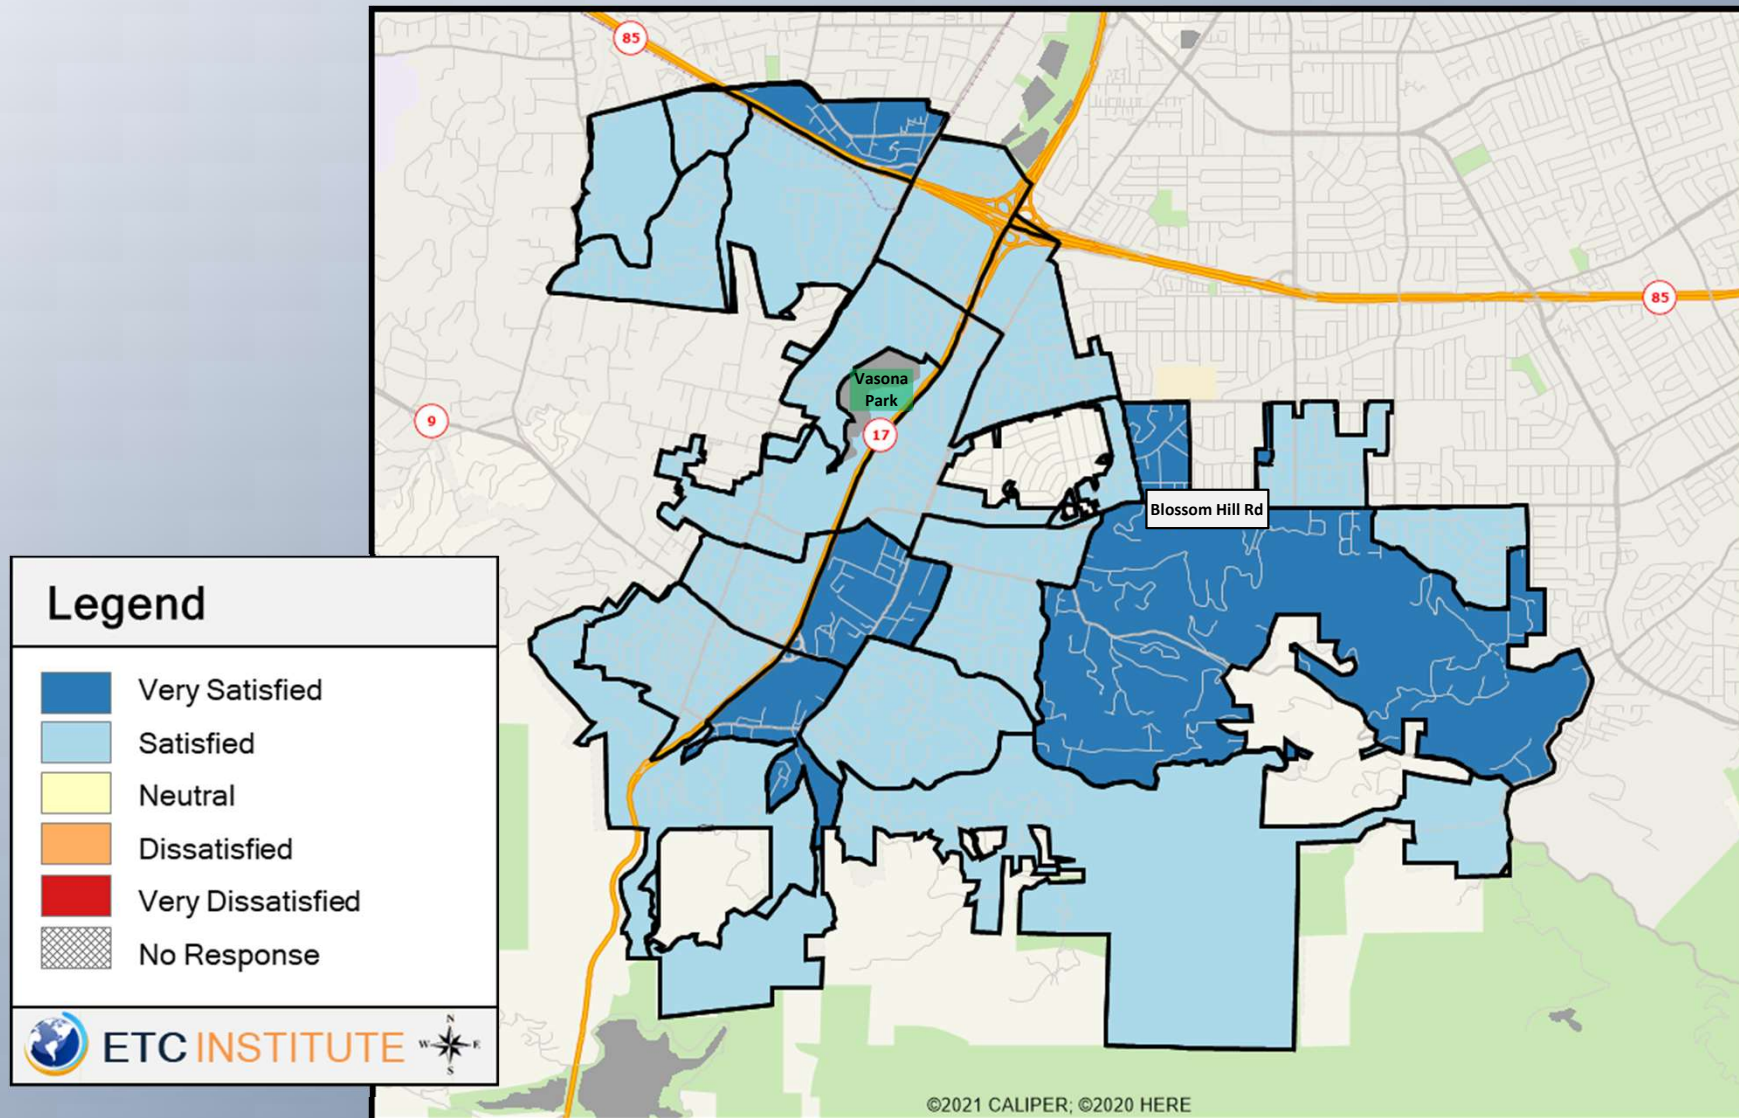 85
85
Vasona
Park
9
17
Blossom Hill Rd
Legend
Very Satisfied
Satisfied
Neutral
Dissatisfied
Very Dissatisfied
No Response
ETC INSTITUTE
N
W E
S
©2021 CALIPER; ©2020 HERE